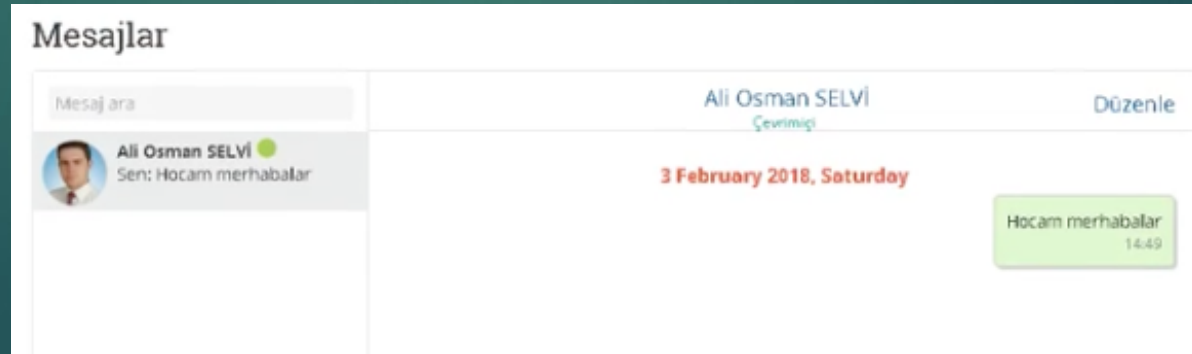 Mesajlar
Mesaj ara
Ali Osman SELVİ
Sen: Hocam merhabalar
Ali Osman SELVİ
Çevrimiçi
Düzenle
3 February 2018, Saturday
Hocam merhabalar
14:49